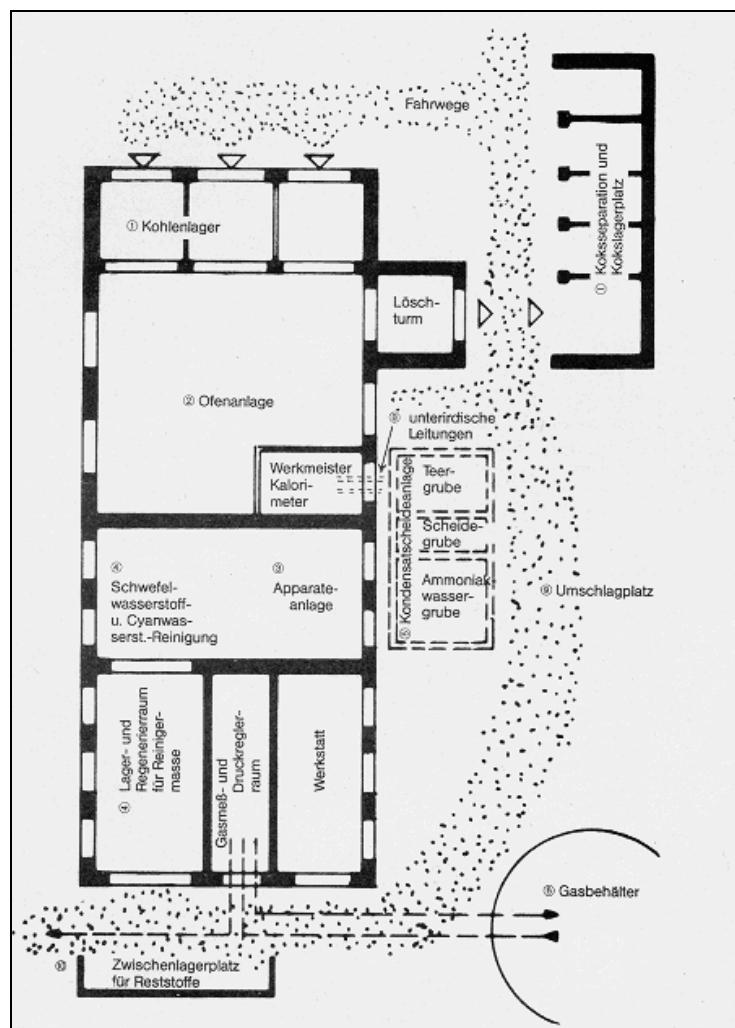 Fahrwege
① Kohlenlager
① Koksseparation und
Kokslagerplatz
Lösch-
turm
② Ofenanlage
⑧ unterirdische
Leitungen
Werkmeister
Kalori-
meter
⑤ Kondensatscheideanlage
Teer-
grube
Scheide-
grube
Ammoniak
wasser-
grube
④
Schwefel-
wasserstoff-
u. Cyanwas-
serst.-Reinigung
③
Apparate-
anlage
⑨ Umschlagplatz
④ Lager- und
Regenerierraum
für Reiniger-
masse
Gasmeß- und
Druckregler-
raum
Werkstatt
⑥ Gasbehälter
⑩ Zwischenlagerplatz
für Reststoffe